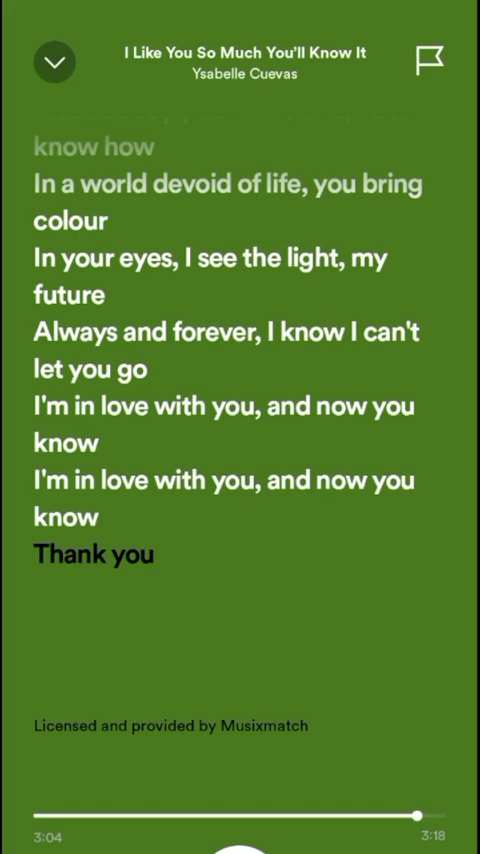 I Like You So Much You'll Know It
Ysabelle Cuevas
know how
In a world devoid of life, you bring
colour
In your eyes, I see the light, my
future
Always and forever, I know I can't
let you go
I'm in love with you, and now you
know
I'm in love with you, and now you
know
Thank you
Licensed and provided by Musixmatch
3:04
3:18